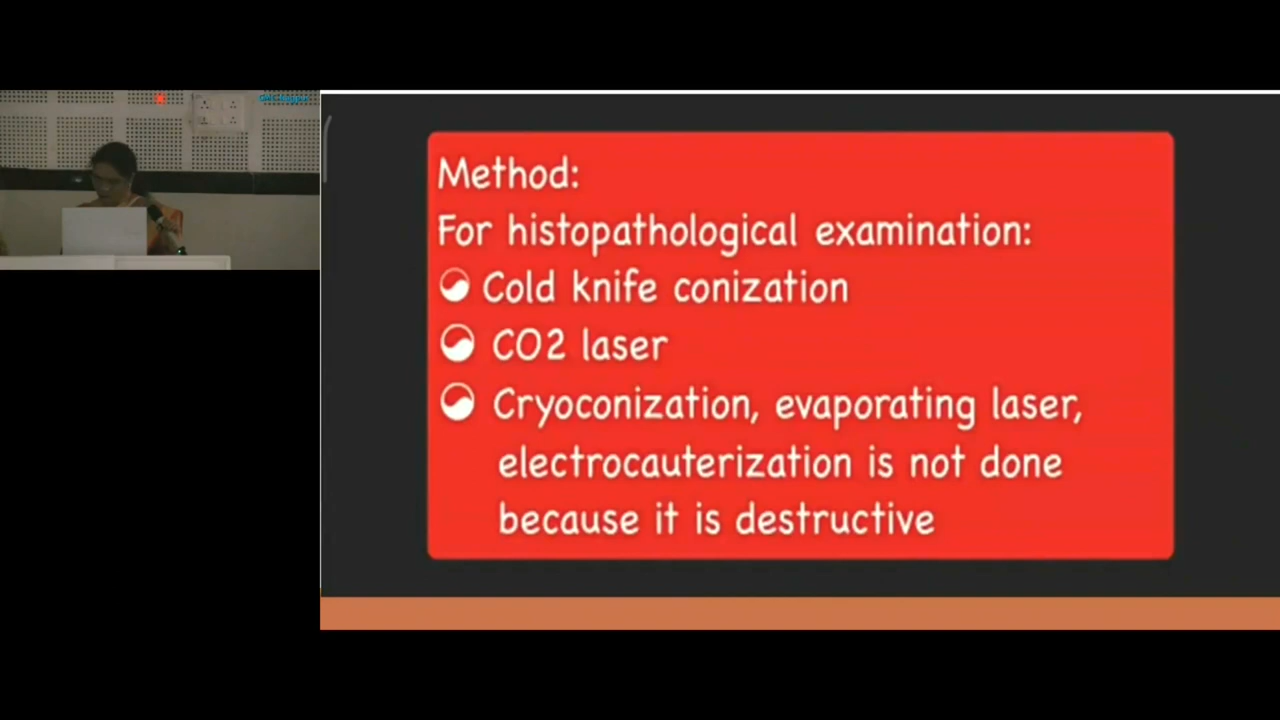 Method:
For histopathological examination:
Cold knife conization
CO2 laser
Cryoconization, evaporating laser,
electrocauterization is not done
because it is destructive